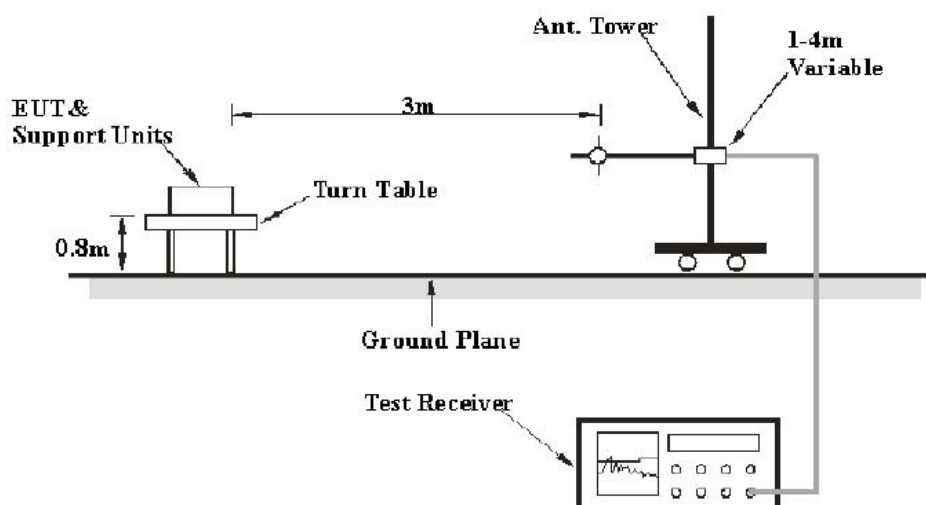 Ant. Tower
1-4m
Variable
EUT &
Support Units
3m
Turn Table
0.8m
Ground Plane
Test Receiver